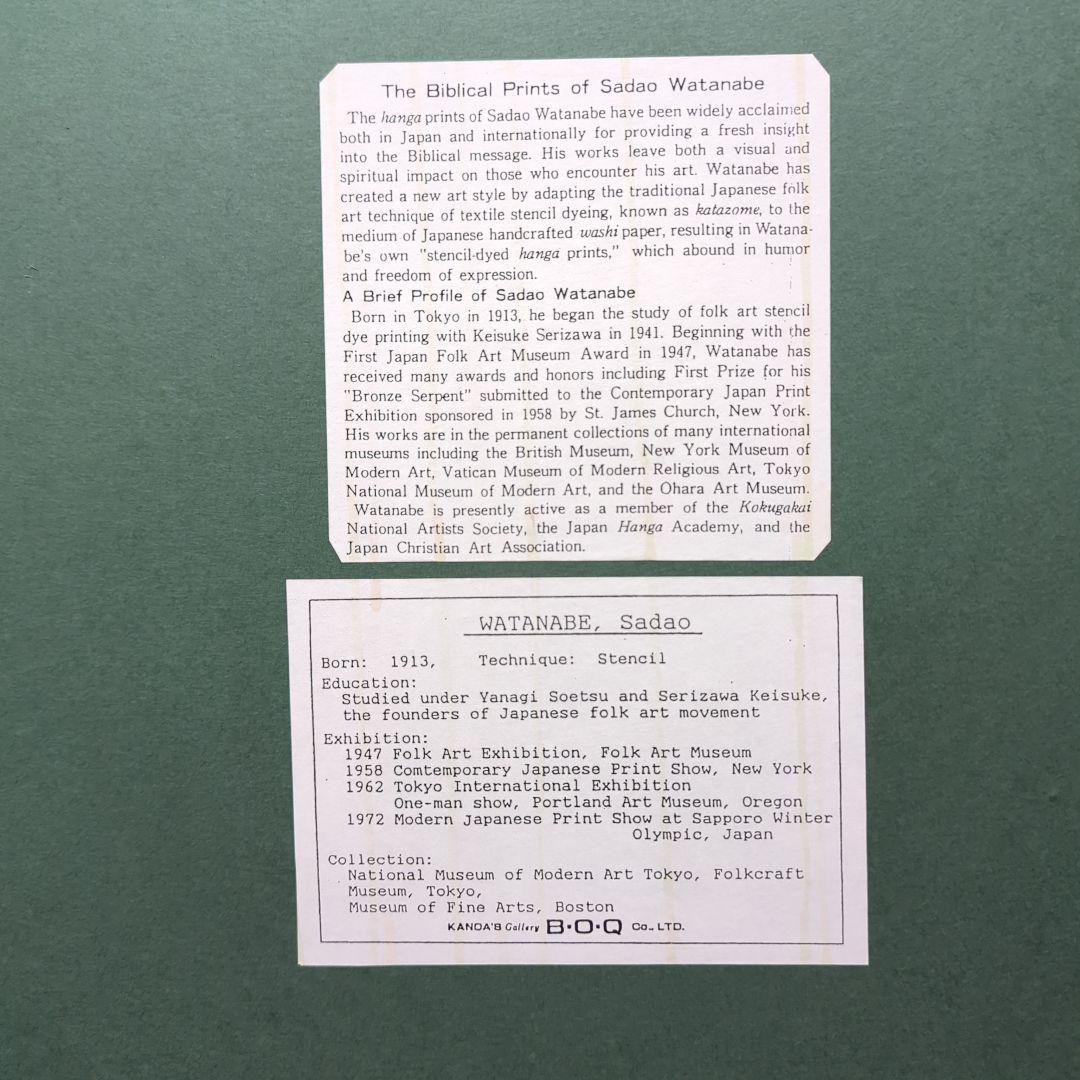 The Biblical Prints of Sadao Watanabe
The hanga prints of Sadao Watanabe have been widely acclaimed
both in Japan and internationally for providing a fresh insight
into the Biblical message. His works leave both a visual and
spiritual impact on those who encounter his art. Watanabe has
created a new art style by adapting the traditional Japanese folk
art technique of textile stencil dyeing, known as katazome, to the
medium of Japanese handcrafted washi paper, resulting in Watana-
be's own "stencil-dyed hanga prints," which abound in humor
and freedom of expression.
A Brief Profile of Sadao Watanabe
Born in Tokyo in 1913, he began the study of folk art stencil
dye printing with Keisuke Serizawa in 1941. Beginning with the
First Japan Folk Art Museum Award in 1947, Watanabe has
received many awards and honors including First Prize for his
"Bronze Serpent" submitted to the Contemporary Japan Print
Exhibition sponsored in 1958 by St. James Church, New York.
His works are in the permanent collections of many international
museums including the British Museum, New York Museum of
Modern Art, Vatican Museum of Modern Religious Art, Tokyo
National Museum of Modern Art, and the Ohara Art Museum.
Watanabe is presently active as a member of the Kokugakai
National Artists Society, the Japan Hanga Academy, and the
Japan Christian Art Association.
WATANABE, Sadao
Born: 1913, Technique: Stencil
Education:
Studied under Yanagi Soetsu and Serizawa Keisuke,
the founders of Japanese folk art movement
Exhibition:
1947 Folk Art Exhibition, Folk Art Museum
1958 Comtemporary Japanese Print Show, New York
1962 Tokyo International Exhibition
One-man show, Portland Art Museum, Oregon
1972 Modern Japanese Print Show at Sapporo Winter
Olympic, Japan
Collection:
National Museum of Modern Art Tokyo, Folkcraft
Museum, Tokyo,
Museum of Fine Arts, Boston
KANDA'S Gallery B·O·Q Co., LTD.